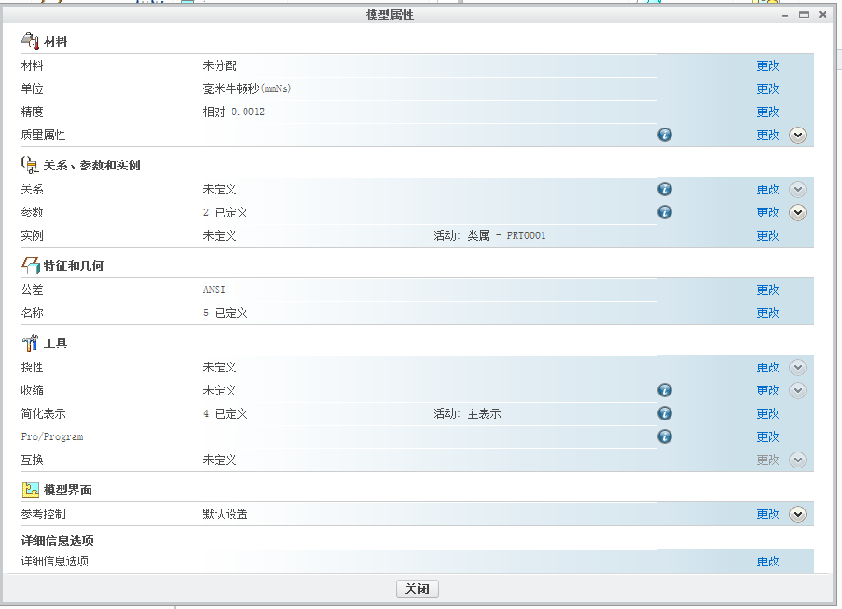 模型属性
材料
材料 未分配 更改
单位 毫米牛顿秒(mmNs) 更改
精度 相对 0.0012 更改
质量属性 更改
关系、参数和实例
关系 未定义 更改
参数 2 已定义 更改
实例 未定义 活动: 类属 - PRT0001 更改
特征和几何
公差 ANSI 更改
名称 5 已定义 更改
工具
挠性 未定义 更改
收缩 未定义 更改
简化表示 4 已定义 活动: 主表示 更改
Pro/Program 更改
互换 未定义 更改
模型界面
参考控制 默认设置 更改
详细信息选项
详细信息选项 更改
关闭